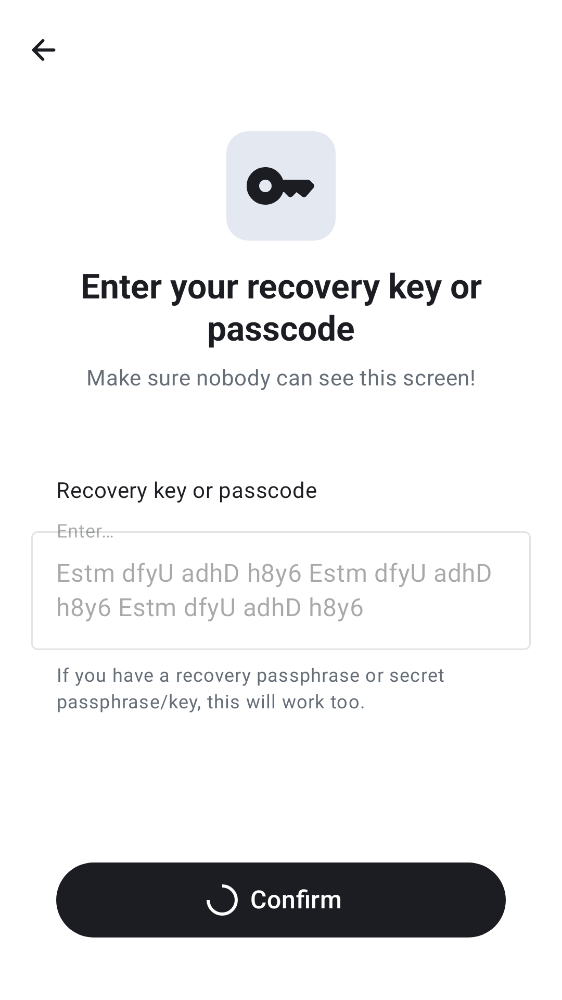 Enter your recovery key or
passcode
Make sure nobody can see this screen!
Recovery key or passcode
Enter…
Estm dfyU adhD h8y6 Estm dfyU adhD
h8y6 Estm dfyU adhD h8y6
If you have a recovery passphrase or secret
passphrase/key, this will work too.
Confirm